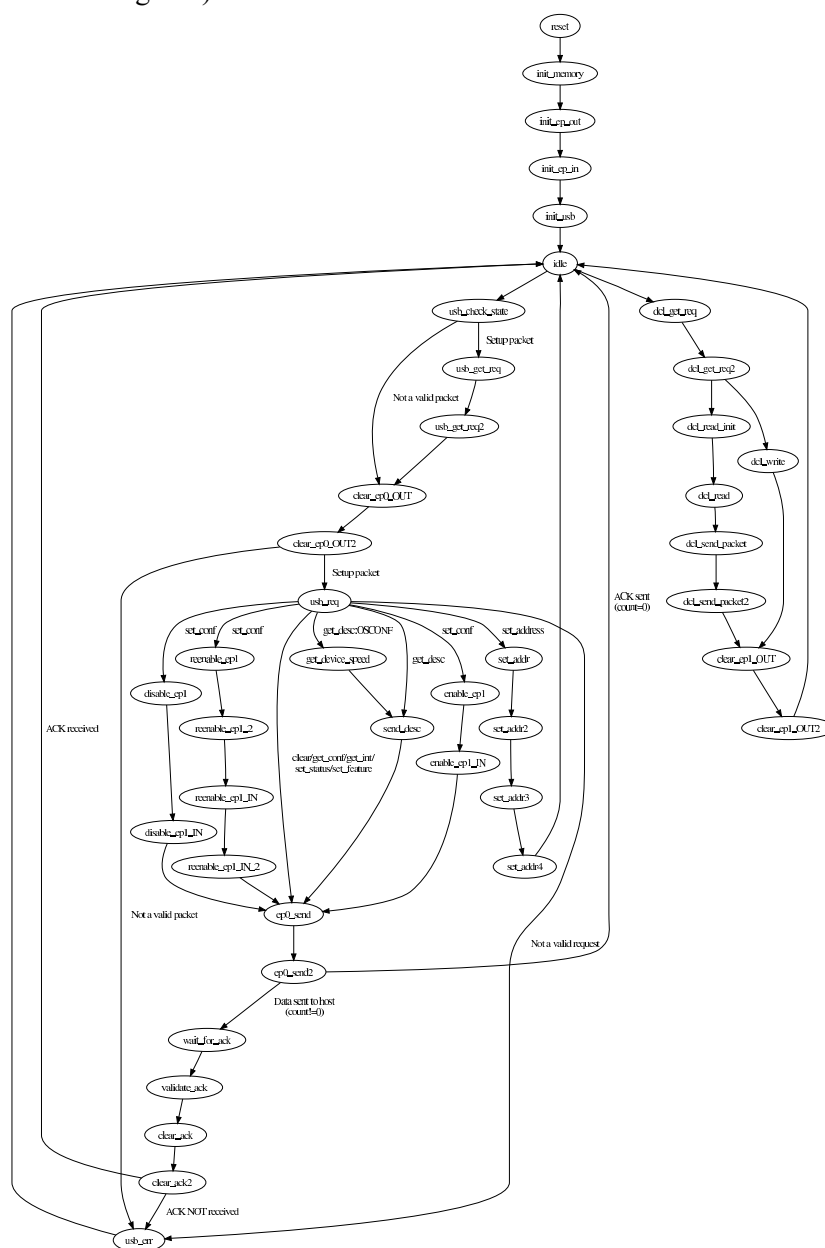 reset
init_memory
init_ep_out
init_ep_in
init_usb
idle
usb_check_state
dcl_get_req
Setup packet
usb_get_req
dcl_get_req2
Not a valid packet
usb_get_req2
dcl_read_init
dcl_write
clear_ep0_OUT
dcl_read
clear_ep0_OUT2
dcl_send_packet
Setup packet
usb_req
dcl_send_packet2
ACK sent
(count=0)
set_conf
set_conf
get_desc:OSCONF
set_conf
set_address
reenable_ep1
get_device_speed
get_desc
set_addr
clear_ep1_OUT
disable_ep1
enable_ep1
ACK received
reenable_ep1_2
send_desc
set_addr2
clear_ep1_OUT2
clear/get_conf/get_int/
set_status/set_feature
enable_ep1_IN
reenable_ep1_IN
set_addr3
disable_ep1_IN
reenable_ep1_IN_2
set_addr4
Not a valid packet
ep0_send
Not a valid request
ep0_send2
Data sent to host
(count!=0)
wait_for_ack
validate_ack
clear_ack
clear_ack2
ACK NOT received
usb_err